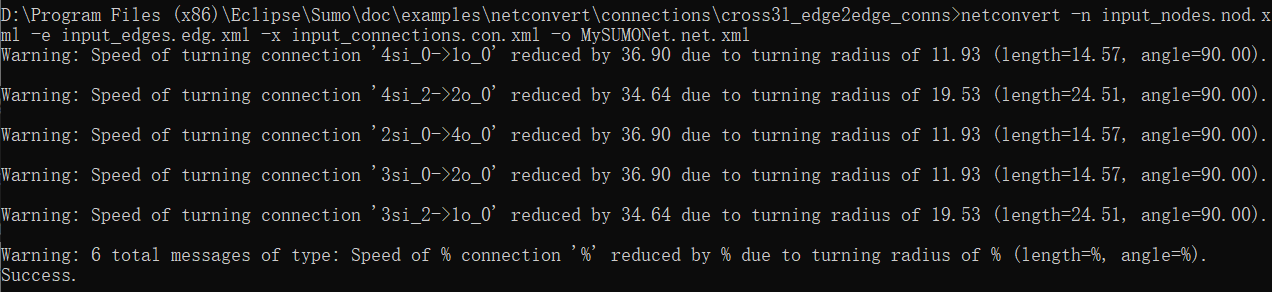 D:\Program Files (x86)\Eclipse\Sumo\doc\examples\netconvert\connections\cross3l_edge2edge_conns>netconvert -n input_nodes.nod.x
ml -e input_edges.edg.xml -x input_connections.con.xml -o MySUMONet.net.xml
Warning: Speed of turning connection '4si_0->1o_0' reduced by 36.90 due to turning radius of 11.93 (length=14.57, angle=90.00).
Warning: Speed of turning connection '4si_2->2o_0' reduced by 34.64 due to turning radius of 19.53 (length=24.51, angle=90.00).
Warning: Speed of turning connection '2si_0->4o_0' reduced by 36.90 due to turning radius of 11.93 (length=14.57, angle=90.00).
Warning: Speed of turning connection '3si_0->2o_0' reduced by 36.90 due to turning radius of 11.93 (length=14.57, angle=90.00).
Warning: Speed of turning connection '3si_2->1o_0' reduced by 34.64 due to turning radius of 19.53 (length=24.51, angle=90.00).
Warning: 6 total messages of type: Speed of % connection '%' reduced by % due to turning radius of % (length=%, angle=%).
Success.